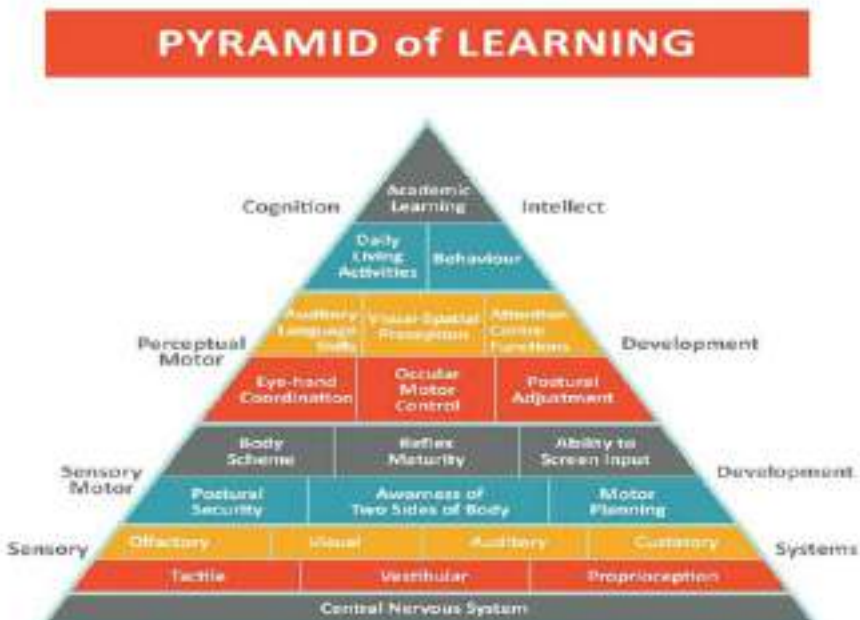 PYRAMID of LEARNING
Academic
Learning
Cognition
Intellect
Daily
Living
Activities
Behaviour
Auditory
Language
Skills
Visual-Spatial
Perception
Attention
Functions
Perceptual
Motor
Development
Eye-hand
Coordination
Occular
Motor
Control
Postural
Adjustment
Body
Scheme
Reflex
Maturity
Ability to
Screen Input
Sensory
Motor
Development
Postural
Security
Awarness of
Two Sides of Body
Motor
Planning
Sensory
Olfactory
Visual
Auditory
Systems
Tactile
Vestibular
Proprioception
Central Nervous System